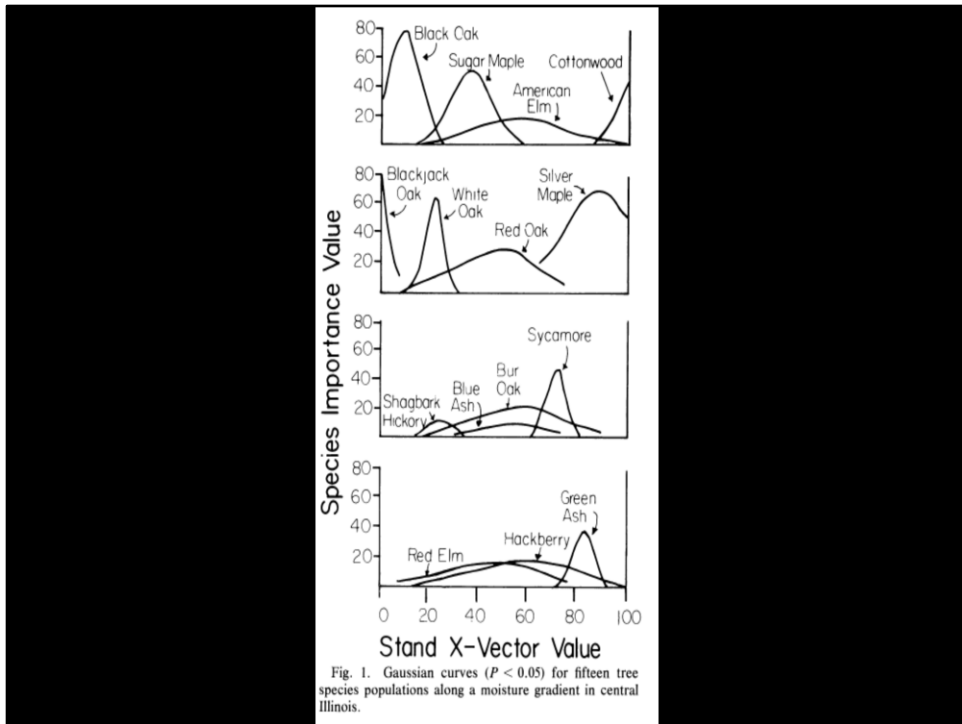 80
60
40
20
Black Oak
Sugar Maple
Cottonwood
American
Elm
80
60
40
20
Blackjack
Oak
White
Oak
Silver
Maple
Red Oak
80
60
40
20
Sycamore
Bur
Oak
Blue
Ash
Shagbark
Hickory
80
60
40
20
Green
Ash
Hackberry
Red Elm
Species Importance Value
0 20 40 60 80 100
Stand X-Vector Value
Fig. 1. Gaussian curves (P < 0.05) for fifteen tree
species populations along a moisture gradient in central
Illinois.